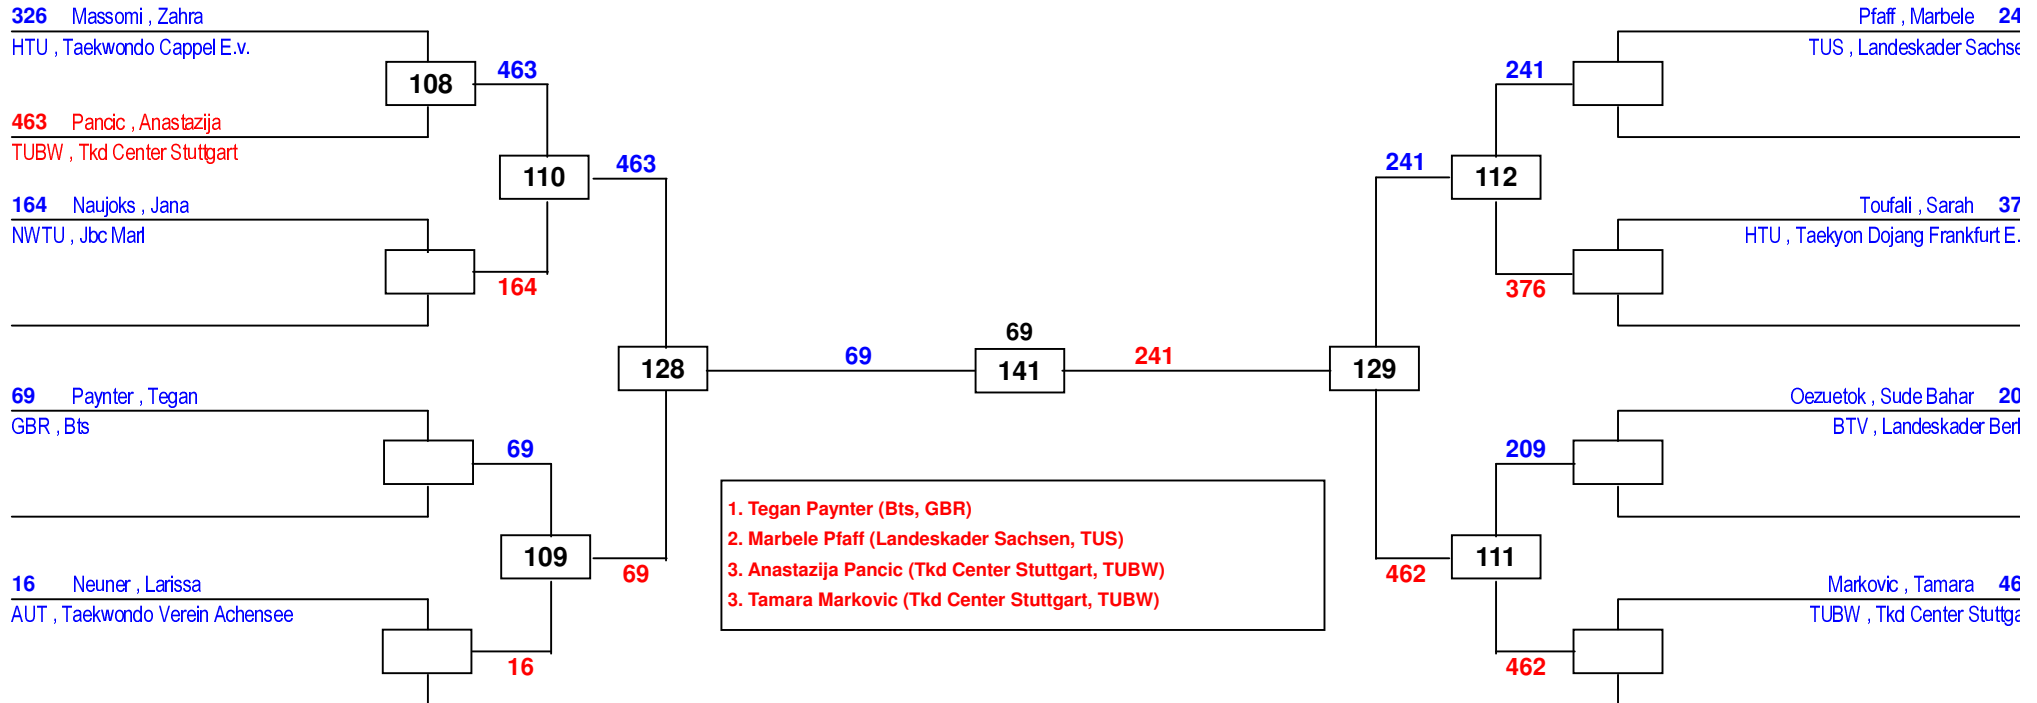 326 Massomi , Zahra
HTU , Taekwondo Cappel E.v.
108
463
463 Pancic , Anastazija
TUBW , Tkd Center Stuttgart
110
463
164 Naujoks , Jana
NWTU , Jbc Marl
164
128
69
69
141
241
69 Paynter , Tegan
GBR , Bts
69
109
69
16 Neuner , Larissa
AUT , Taekwondo Verein Achensee
16
1. Tegan Paynter (Bts, GBR)
2. Marbele Pfaff (Landeskader Sachsen, TUS)
3. Anastazija Pancic (Tkd Center Stuttgart, TUBW)
3. Tamara Markovic (Tkd Center Stuttgart, TUBW)
Pfaff , Marbele 24
TUS , Landeskader Sachse
241
241
112
Toufali , Sarah 37
HTU , Taekyon Dojang Frankfurt E.
376
129
Oezuetok , Sude Bahar 20
BTV , Landeskader Berl
209
111
462
Markovic , Tamara 46
TUBW , Tkd Center Stuttga
462